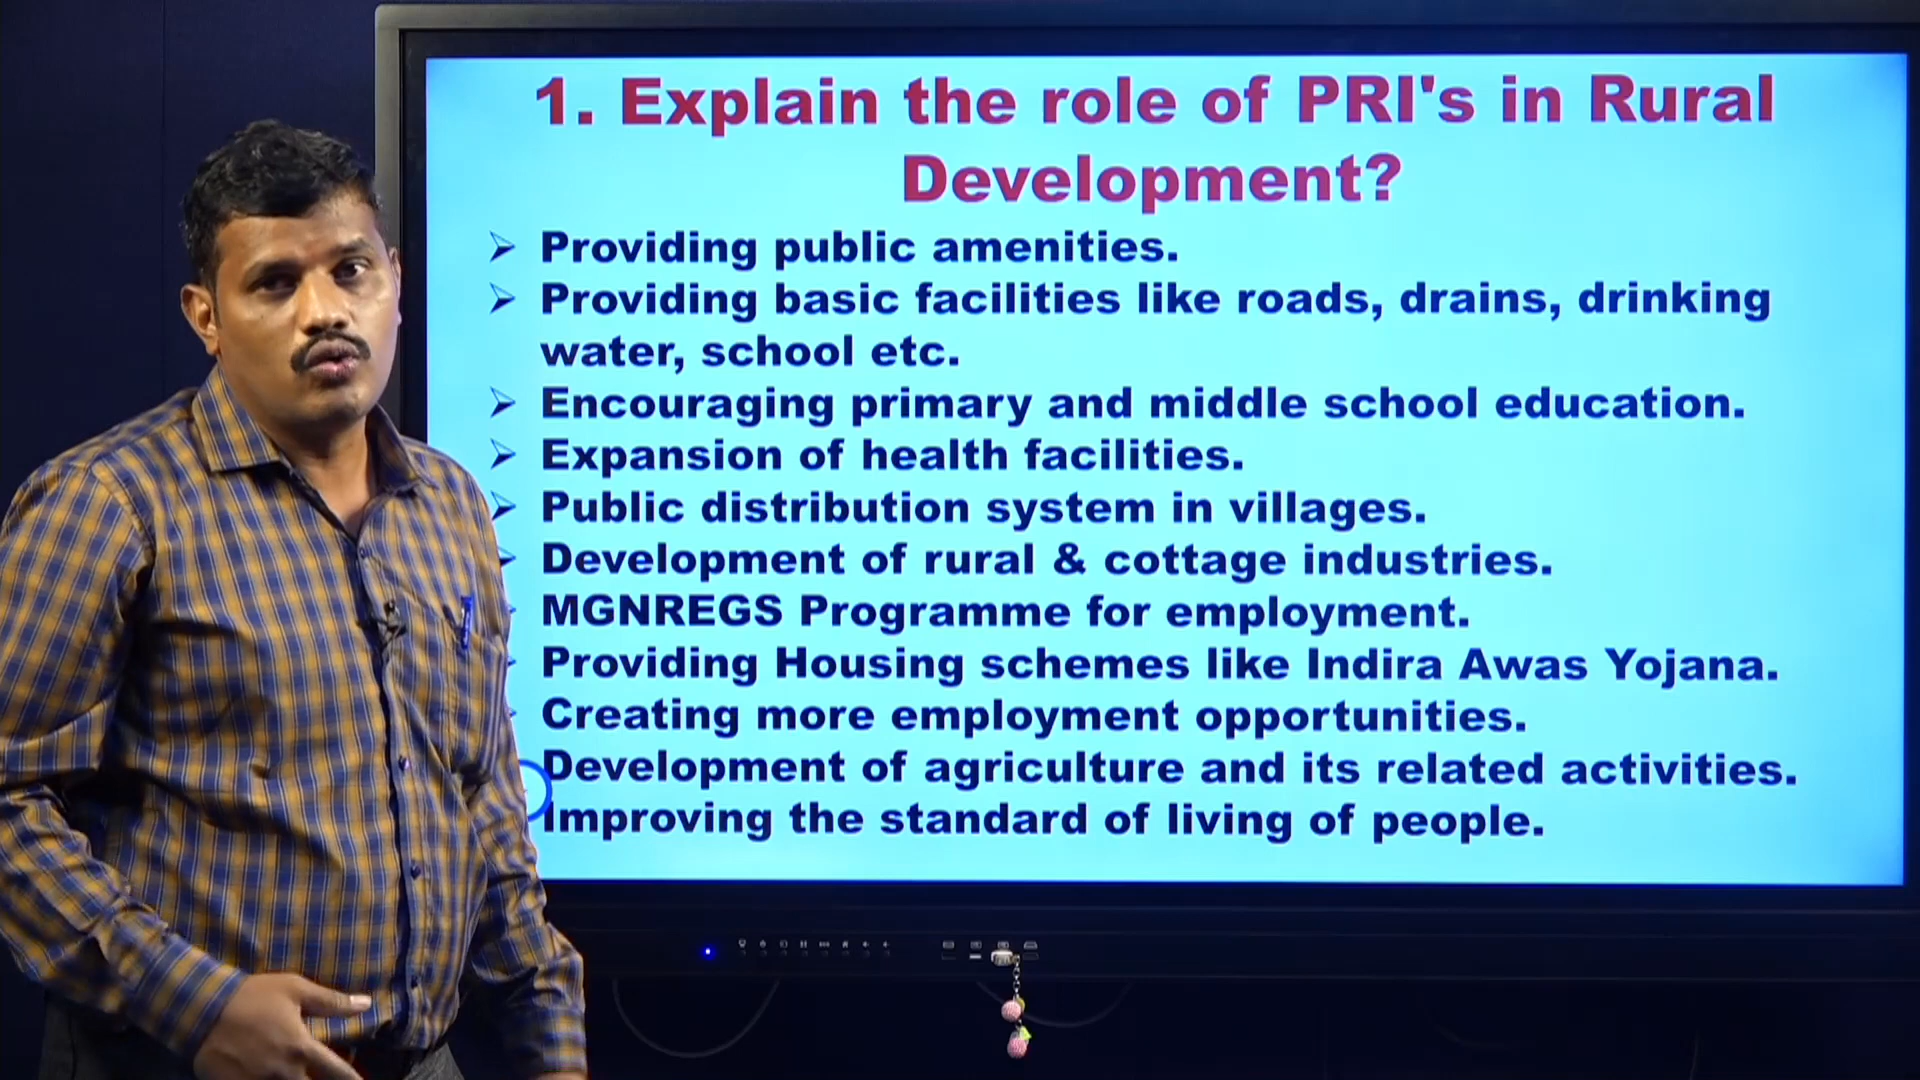 1. Explain the role of PRI's in Rural
Development?
Providing public amenities.
Providing basic facilities like roads, drains, drinking
water, school etc.
Encouraging primary and middle school education.
Expansion of health facilities.
Public distribution system in villages.
Development of rural & cottage industries.
MGNREGS Programme for employment.
Providing Housing schemes like Indira Awas Yojana.
Creating more employment opportunities.
Development of agriculture and its related activities.
Improving the standard of living of people.